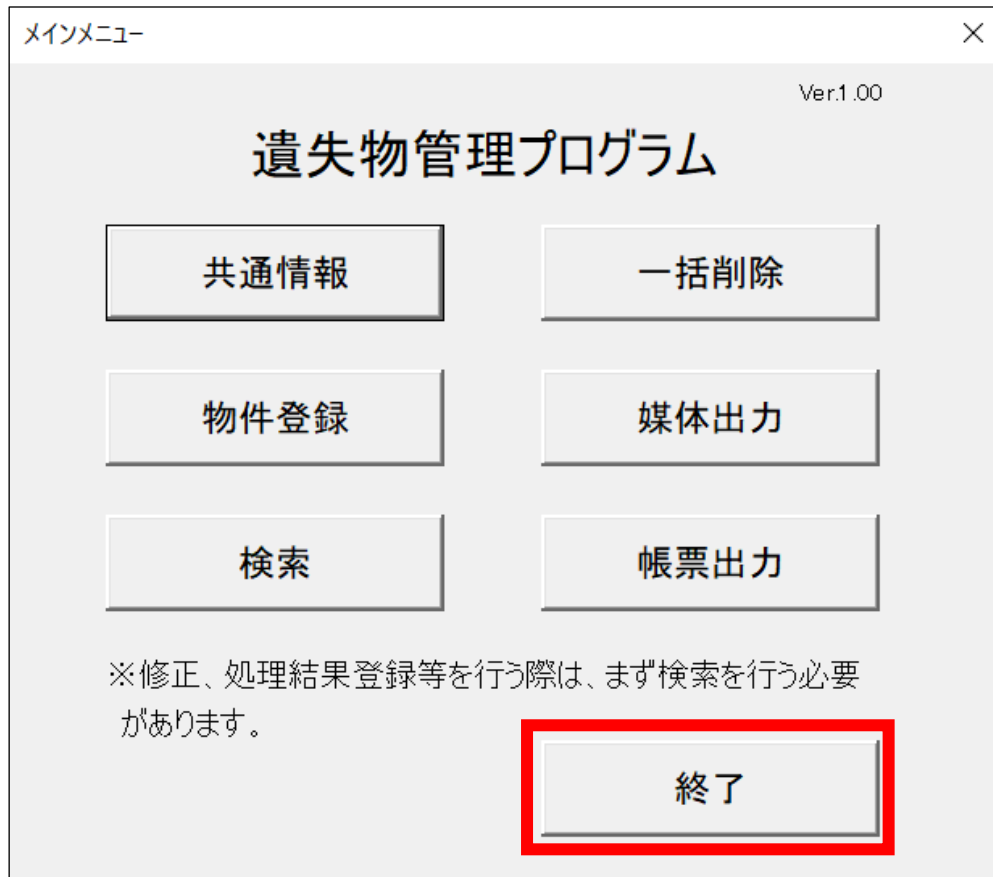 メインメニュー
Ver.1.00
遺失物管理プログラム
共通情報
一括削除
物件登録
媒体出力
検索
帳票出力
※修正、処理結果登録等を行う際は、まず検索を行う必要
があります。
終了